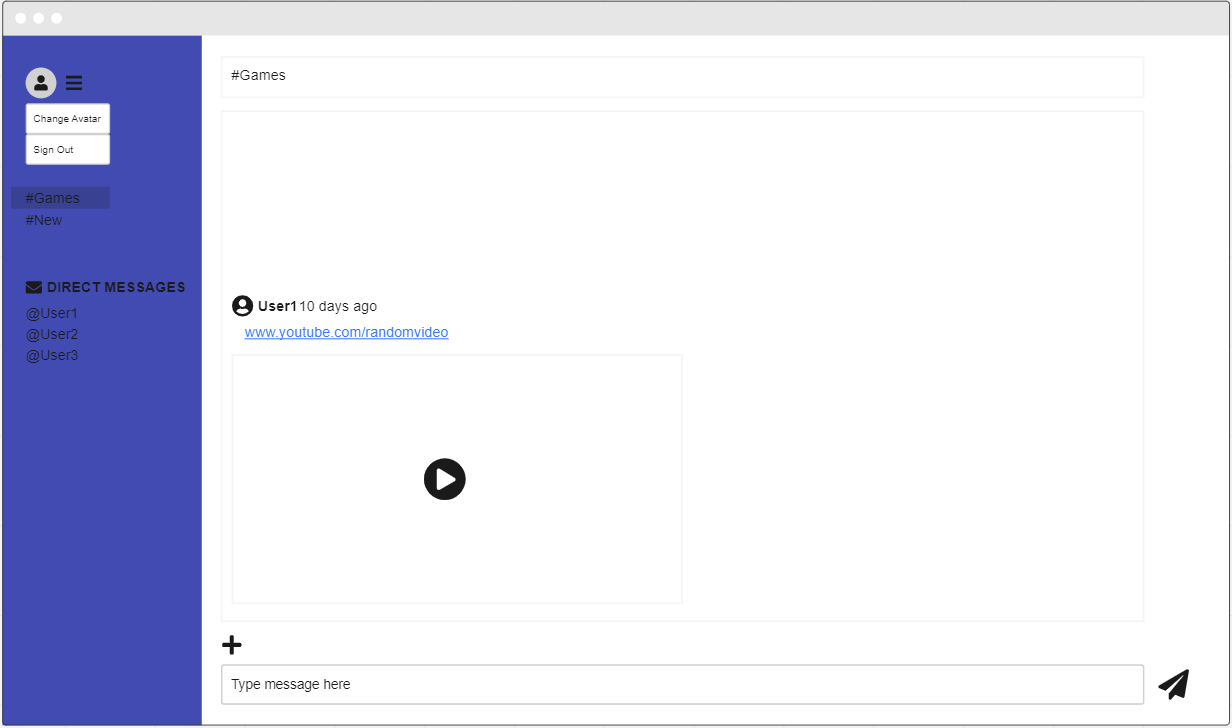 Change Avatar
Sign Out
#Games
#New
DIRECT MESSAGES
@User1
@User2
@User3
#Games
User1 10 days ago
www.youtube.com/randomvideo
Type message here